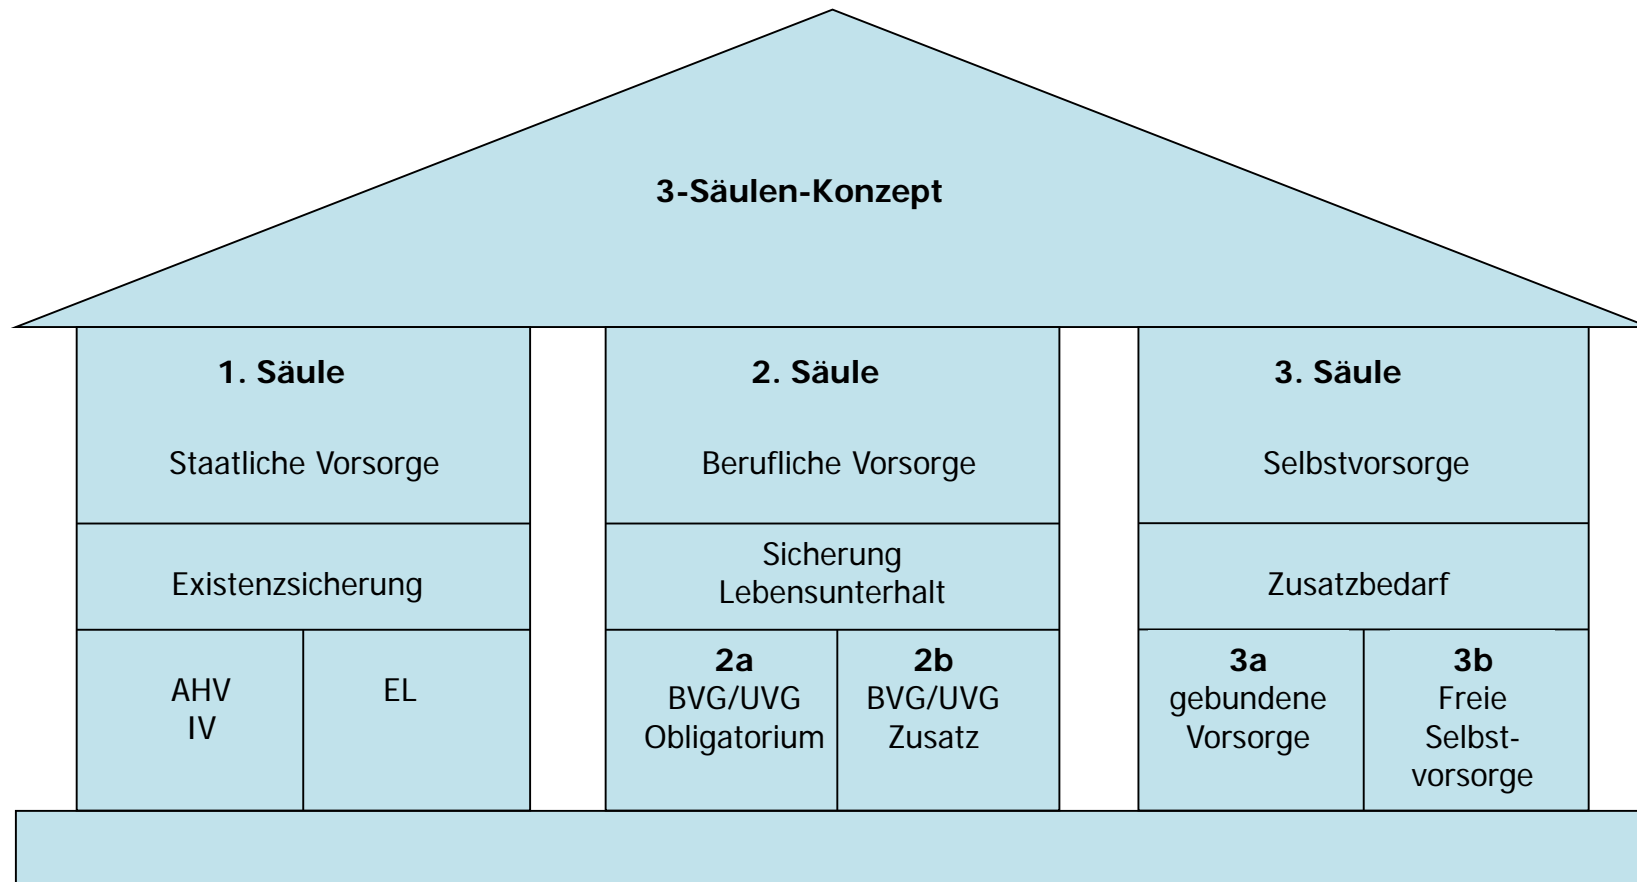 3-Säulen-Konzept
1. Säule
Staatliche Vorsorge
Existenzsicherung
AHV
IV
EL
2. Säule
Berufliche Vorsorge
Sicherung
Lebensunterhalt
2a
BVG/UVG
Obligatorium
2b
BVG/UVG
Zusatz
3. Säule
Selbstvorsorge
Zusatzbedarf
3a
gebundene
Vorsorge
3b
Freie
Selbst-
vorsorge